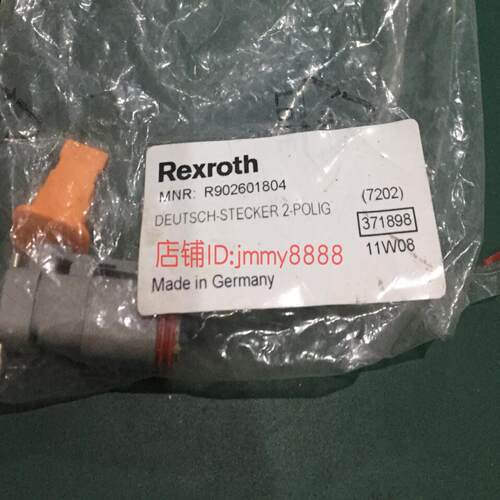 Rexroth
MNR: R902601804
(7202)
DEUTSCH-STECKER 2-POLIG
371898
11W08
店铺ID:jmmy8888
Made in Germany